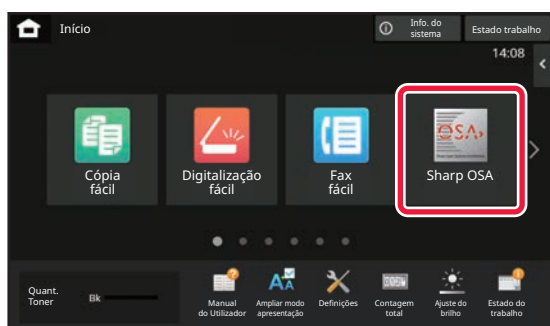 Início
Info. do
sistema
Estado trabalho
14:08
OSA
Cópia
fácil
Digitalização
fácil
Fax
fácil
Sharp OSA
Quant.
Toner
Bk
Manual
do Utilizador
Ampliar modo
apresentação
Definições
Contagem
total
Ajuste do
brilho
Estado do
trabalho